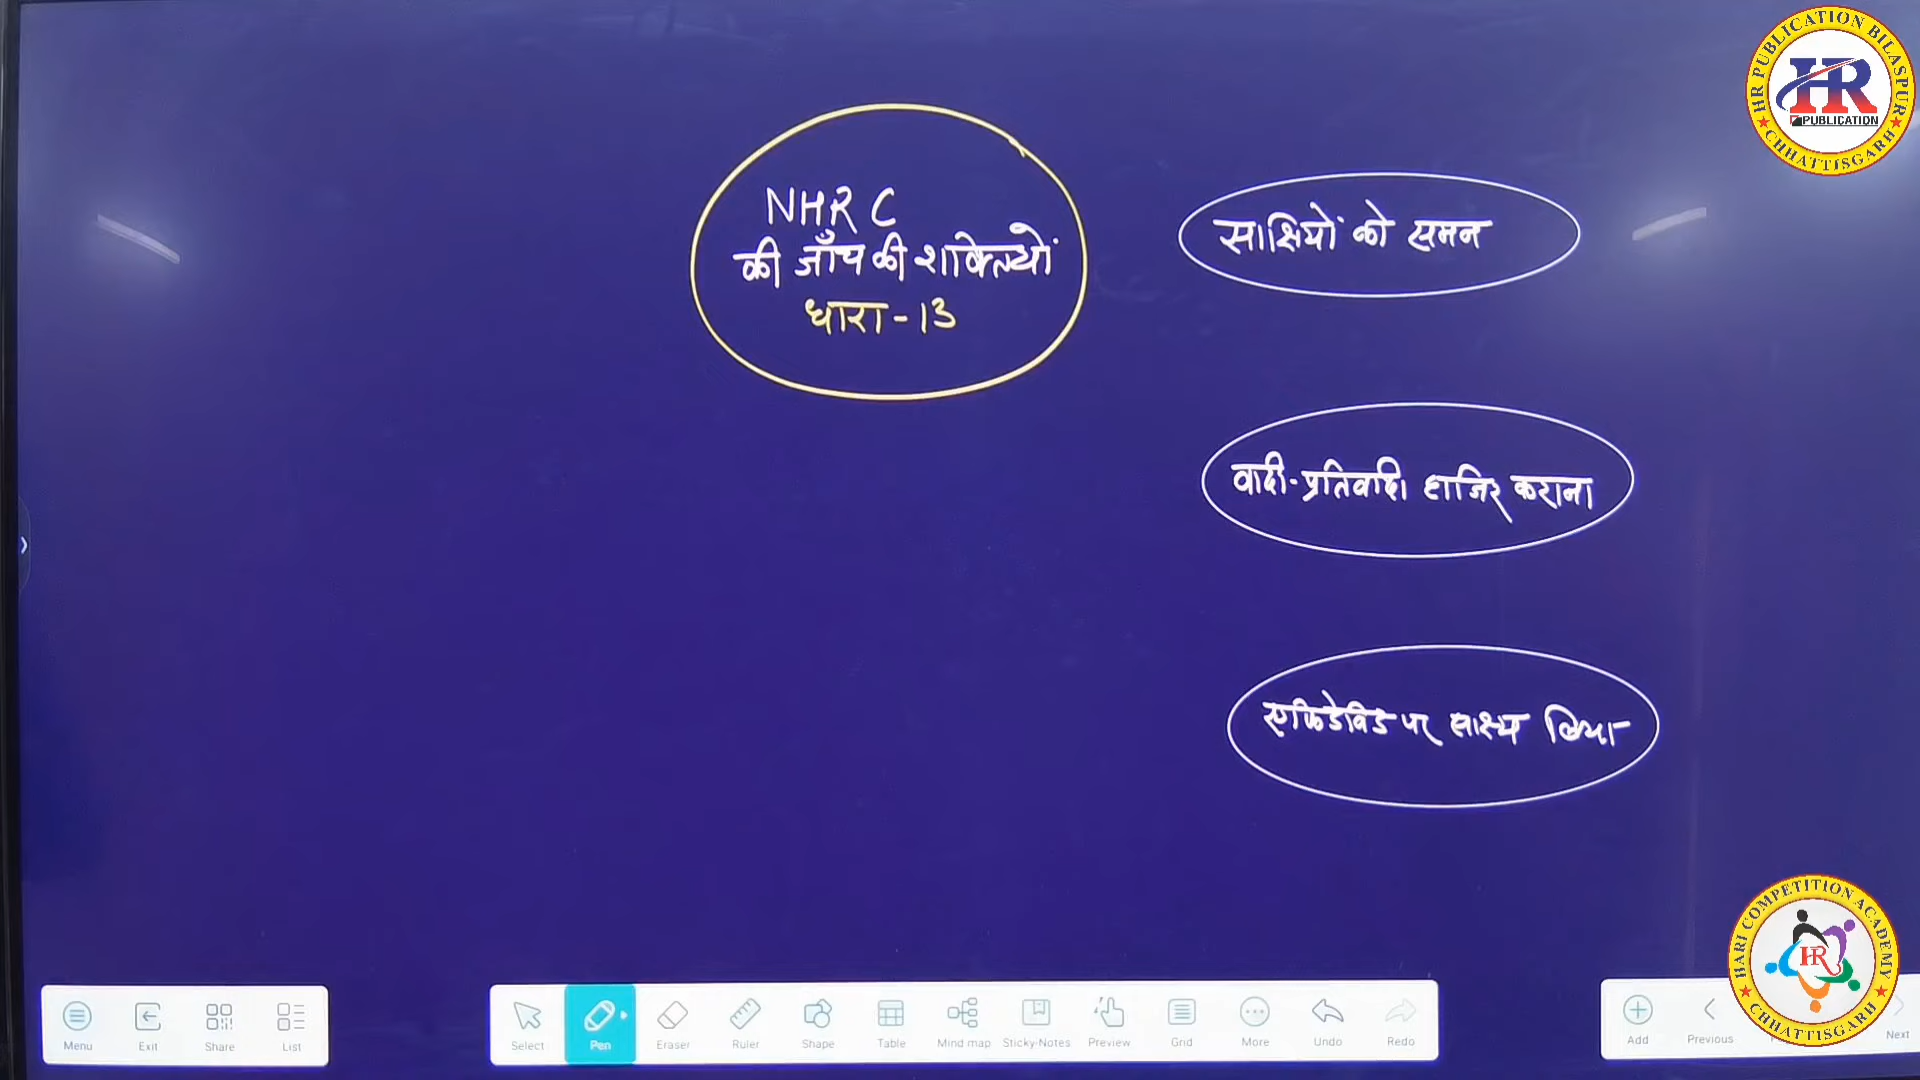 HR PUBLICATION BILASPUR
HR
PUBLICATION
CHHATTISGARH
NHRC
की जाँच की शक्तियों
धारा-13
साक्षियों को समन
वादी-प्रतिवादी हाजिर कराना
एफिडेविड पर साक्ष्य लिया
HARI COMPETITION ACADEMY
HR
CHHATTISGARH
Menu
Exit
Share
List
Select
Pen
Eraser
Ruler
Shape
Table
Mind map
Sticky-Notes
Preview
Grid
More
Undo
Redo
Add
Previous
Next